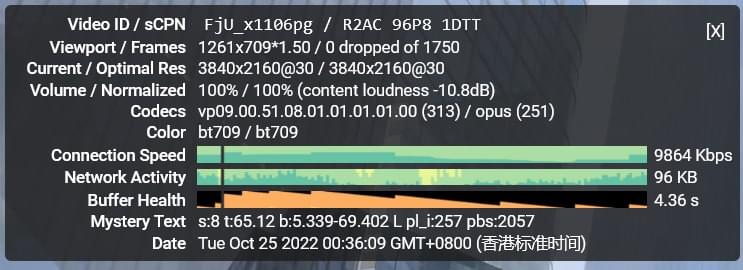 Video ID / sCPN FjU_x1106pg / R2AC 96P8 1DTT
[X]
Viewport / Frames 1261x709*1.50 / 0 dropped of 1750
Current / Optimal Res 3840x2160@30 / 3840x2160@30
Volume / Normalized 100% / 100% (content loudness -10.8dB)
Codecs vp09.00.51.08.01.01.01.01.00 (313) / opus (251)
Color bt709 / bt709
Connection Speed 9864 Kbps
Network Activity 96 KB
Buffer Health 4.36 s
Mystery Text s:8 t:65.12 b:5.339-69.402 L pl_i:257 pbs:2057
Date Tue Oct 25 2022 00:36:09 GMT+0800 (香港标准时间)